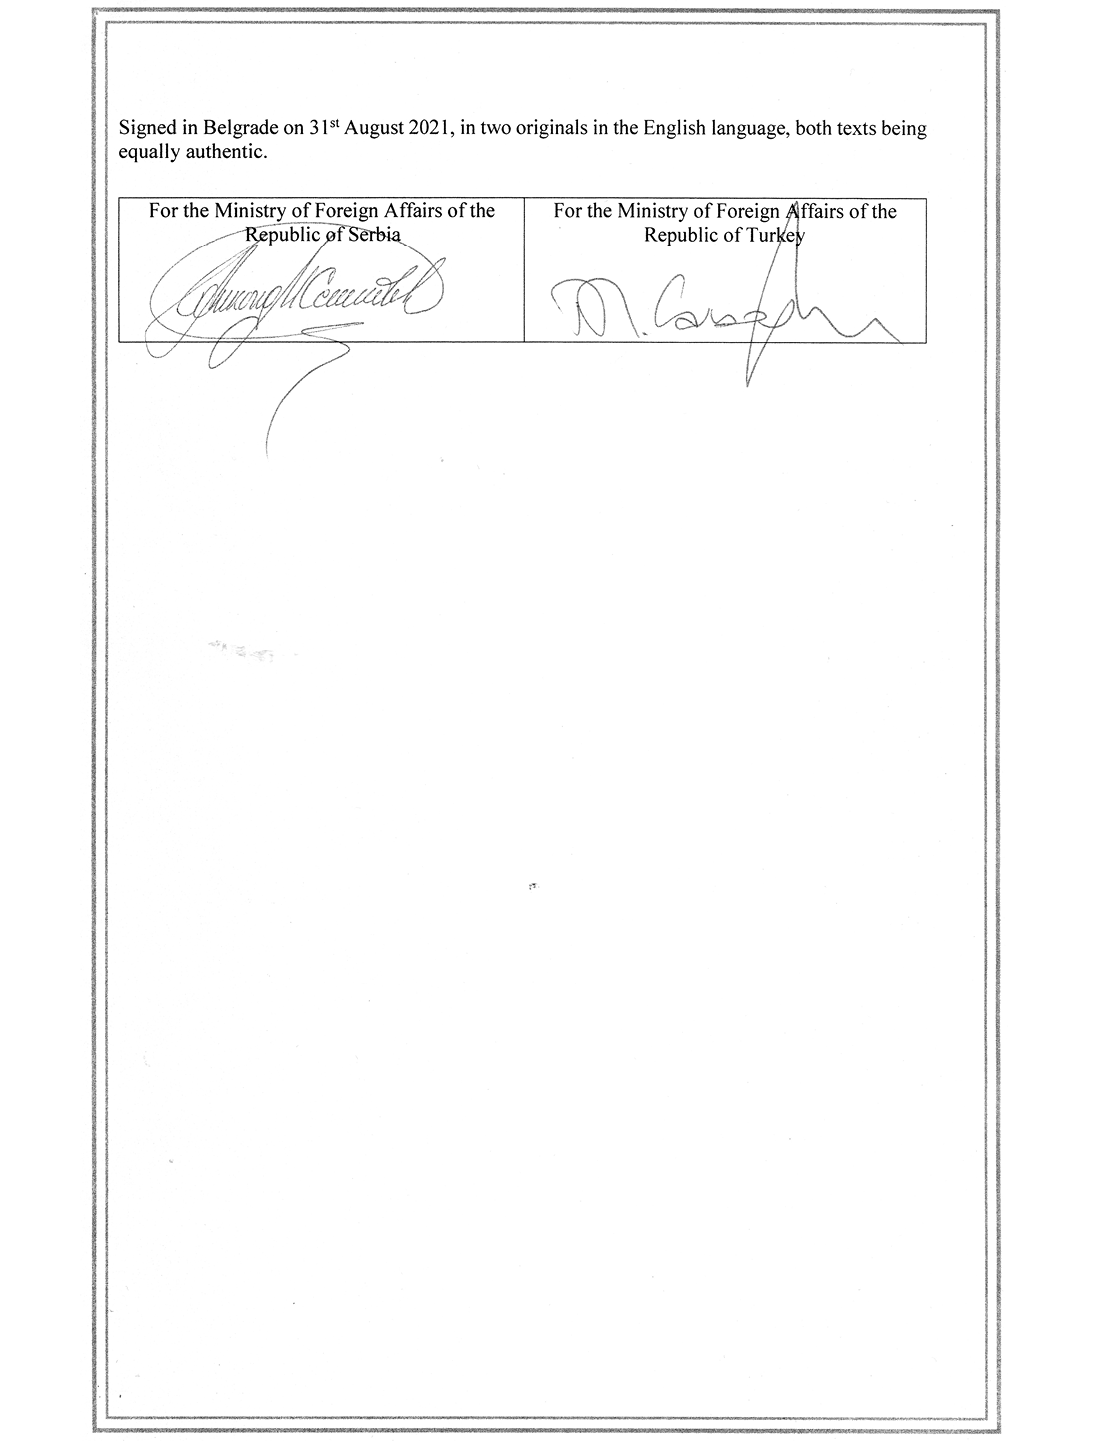 Signed in Belgrade on 31st August 2021, in two originals in the English language, both texts being
equally authentic.
For the Ministry of Foreign Affairs of the
Republic of Serbia
For the Ministry of Foreign Affairs of the
Republic of Turkey